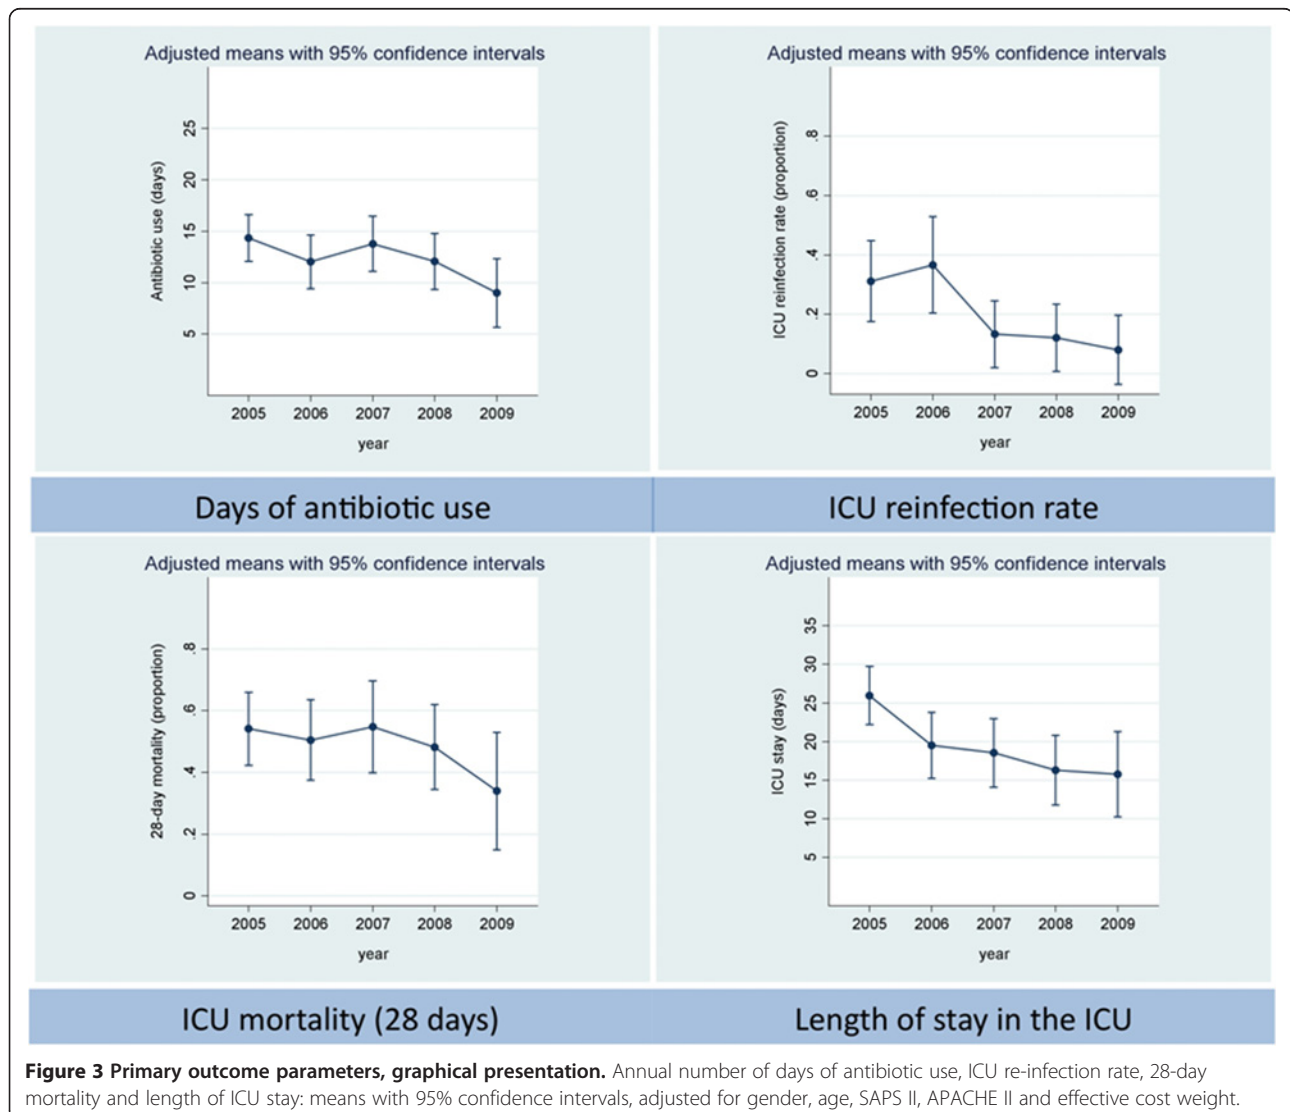 Adjusted means with 95% confidence intervals
Antibiotic use (days)
25
20
15
10
5
2005 2006 2007 2008 2009
year
Adjusted means with 95% confidence intervals
ICU reinfection rate (proportion)
.8
.6
.4
.2
0
2005 2006 2007 2008 2009
year
Days of antibiotic use
ICU reinfection rate
Adjusted means with 95% confidence intervals
28-day mortality (proportion)
.8
.6
.4
.2
0
2005 2006 2007 2008 2009
year
Adjusted means with 95% confidence intervals
ICU stay (days)
35
30
25
20
15
10
5
2005 2006 2007 2008 2009
year
ICU mortality (28 days)
Length of stay in the ICU
Figure 3 Primary outcome parameters, graphical presentation. Annual number of days of antibiotic use, ICU re-infection rate, 28-day
mortality and length of ICU stay: means with 95% confidence intervals, adjusted for gender, age, SAPS II, APACHE II and effective cost weight.